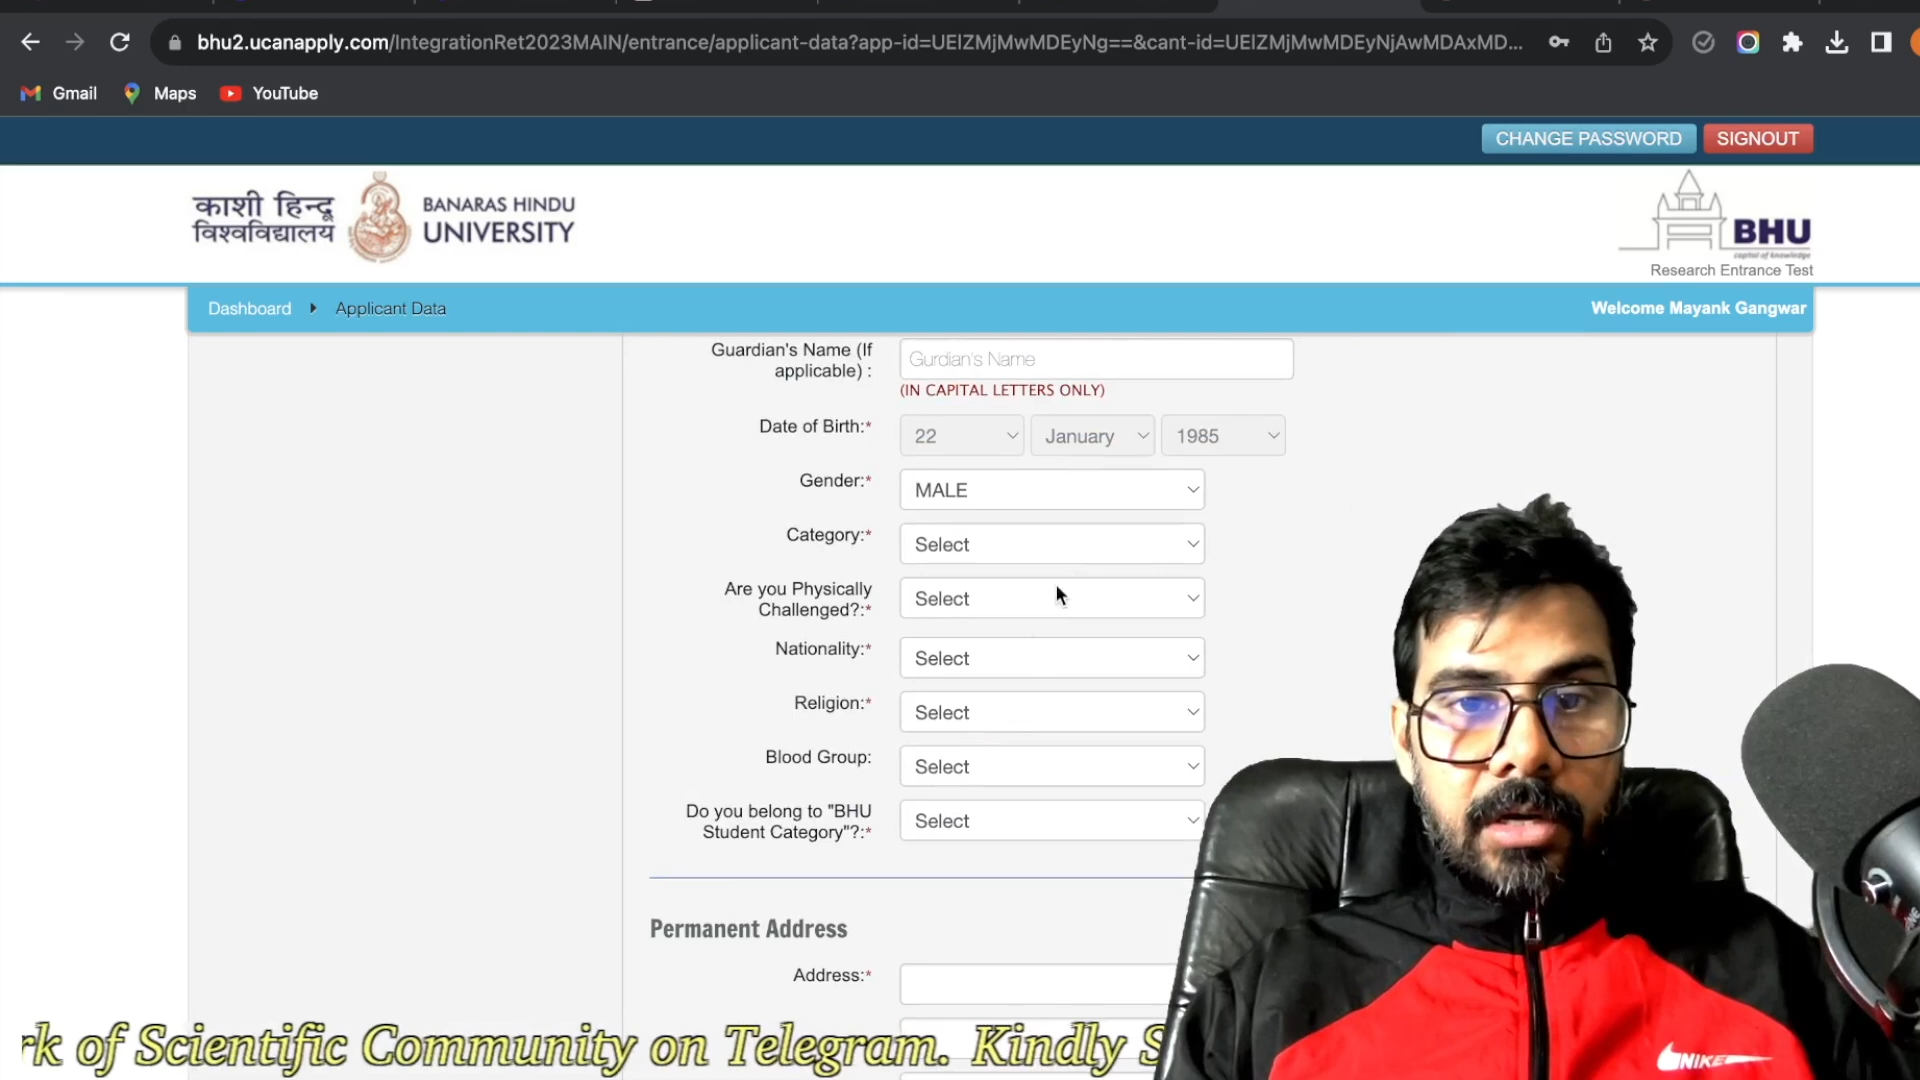 bhu2.ucanapply.com/IntegrationRet2023MAIN/entrance/applicant-data?app-id=UElZMjMwMDEyNg==&cant-id=UElZMjMwMDEyNjAwMDAxMD...
Gmail Maps YouTube
CHANGE PASSWORD SIGNOUT
काशी हिन्दू
विश्वविद्यालय
BANARAS HINDU
UNIVERSITY
BHU
capital of knowledge
Research Entrance Test
Dashboard Applicant Data Welcome Mayank Gangwar
Guardian's Name (If
applicable) :
Gurdian's Name
(IN CAPITAL LETTERS ONLY)
Date of Birth:* 22 January 1985
Gender:* MALE
Category:* Select
Are you Physically
Challenged?:*
Select
Nationality:* Select
Religion:* Select
Blood Group: Select
Do you belong to "BHU
Student Category"?:*
Select
Permanent Address
Address:*
rk of Scientific Community on Telegram. Kindly S
NIKE